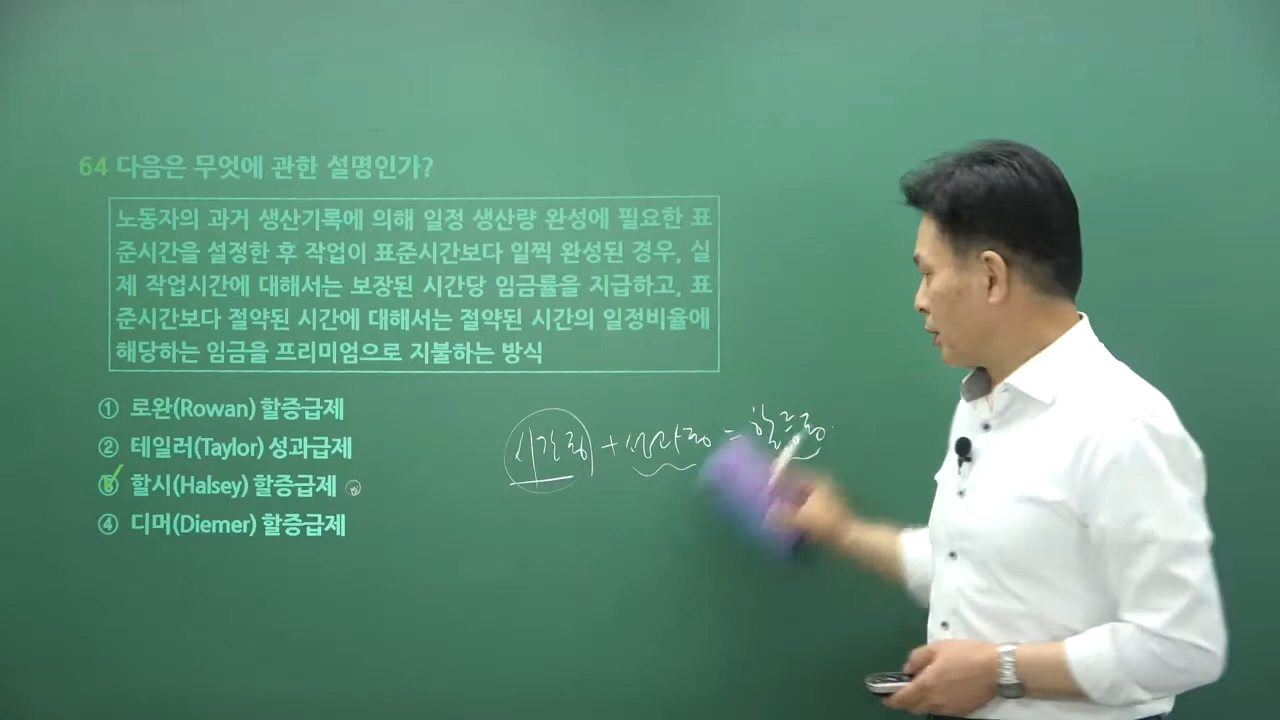 64 다음은 무엇에 관한 설명인가?
노동자의 과거 생산기록에 의해 일정 생산량 완성에 필요한 표
준시간을 설정한 후 작업이 표준시간보다 일찍 완성된 경우, 실
제 작업시간에 대해서는 보장된 시간당 임금률을 지급하고, 표
준시간보다 절약된 시간에 대해서는 절약된 시간의 일정비율에
해당하는 임금을 프리미엄으로 지불하는 방식
① 로완(Rowan) 할증급제
② 테일러(Taylor) 성과급제
③ 할시(Halsey) 할증급제
④ 디머(Diemer) 할증급제
시간급 + 성과급 = 할증급